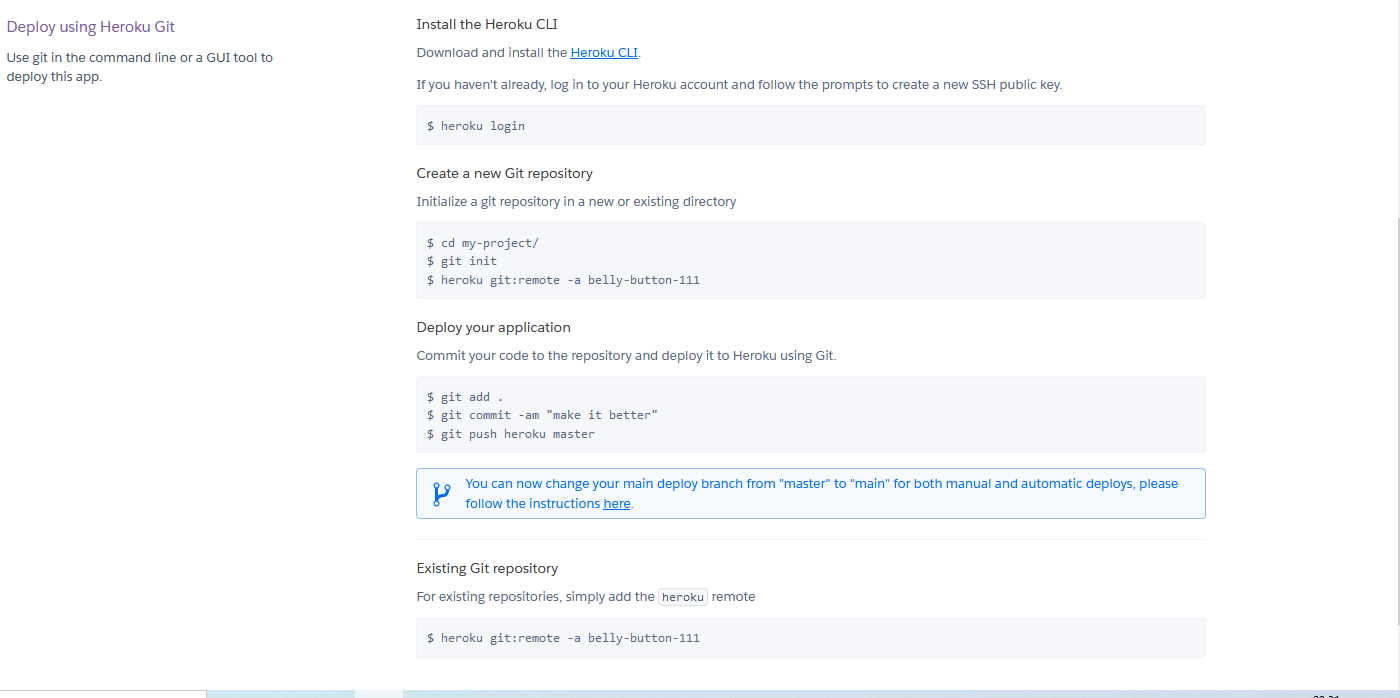 Deploy using Heroku Git
Use git in the command line or a GUI tool to
deploy this app.
Install the Heroku CLI
Download and install the Heroku CLI.
If you haven't already, log in to your Heroku account and follow the prompts to create a new SSH public key.
$ heroku login
Create a new Git repository
Initialize a git repository in a new or existing directory
$ cd my-project/
$ git init
$ heroku git:remote -a belly-button-111
Deploy your application
Commit your code to the repository and deploy it to Heroku using Git.
$ git add .
$ git commit -am "make it better"
$ git push heroku master
You can now change your main deploy branch from "master" to "main" for both manual and automatic deploys, please
follow the instructions here.
Existing Git repository
For existing repositories, simply add the heroku remote
$ heroku git:remote -a belly-button-111